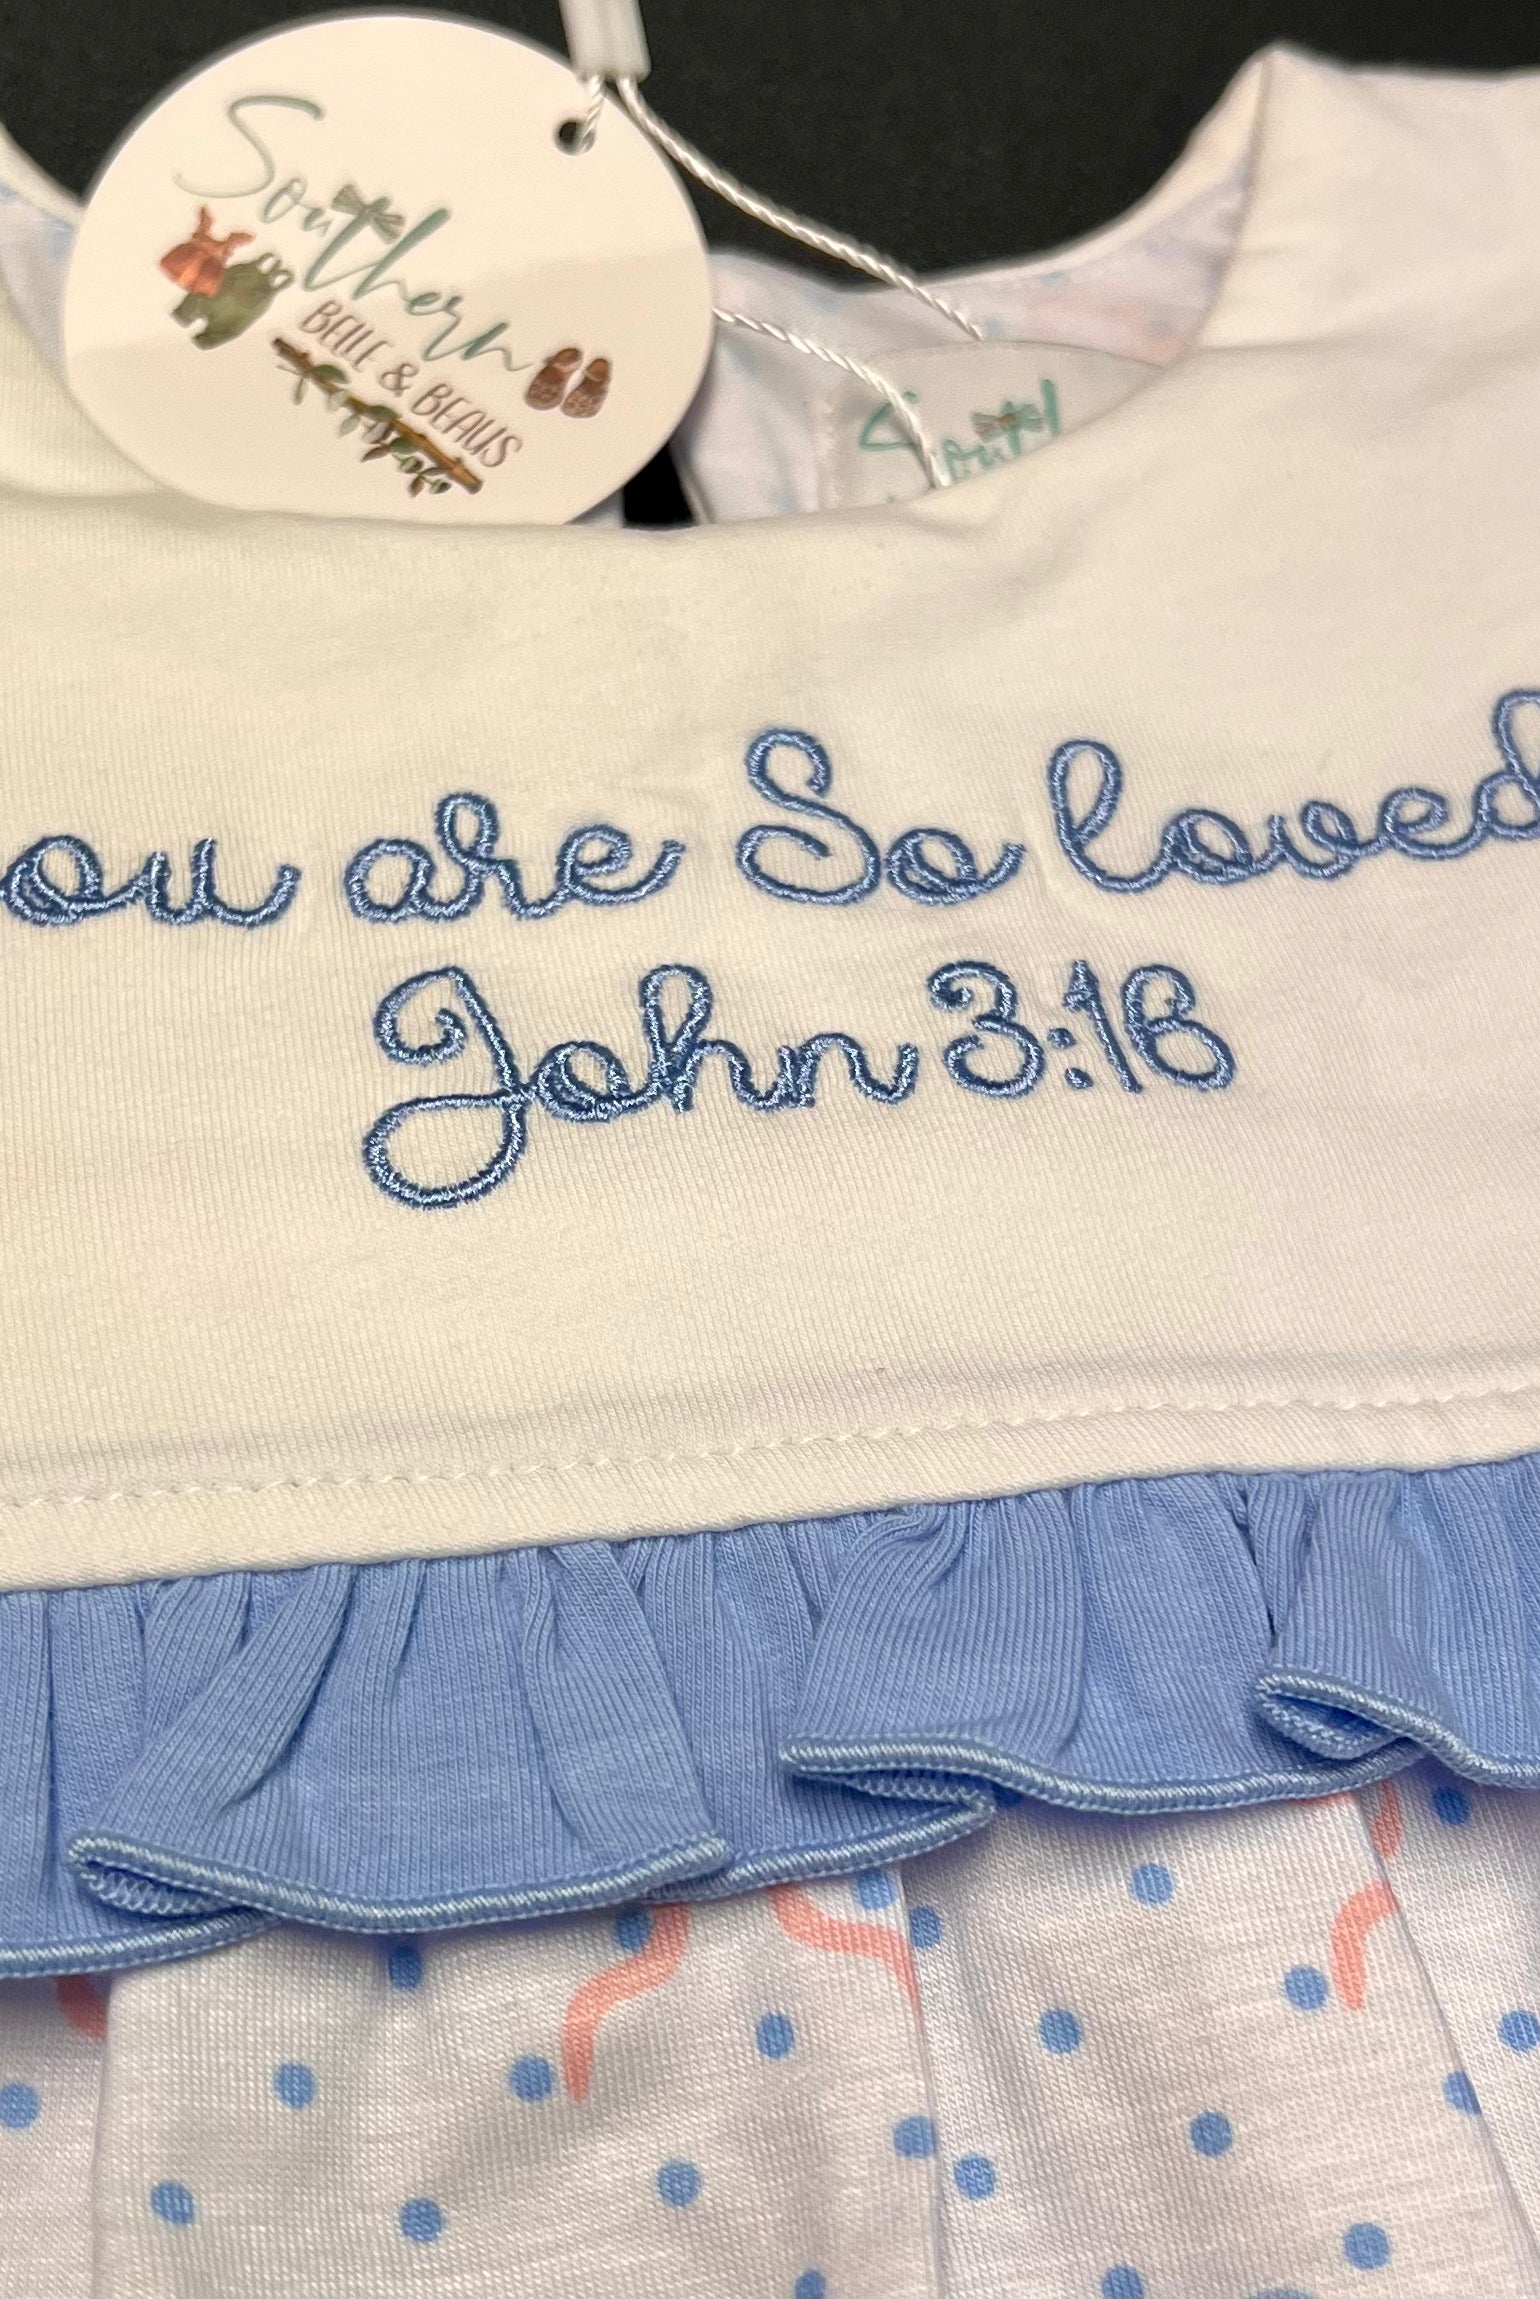 Southern
BELLE & BEAUS
ou are So loved
John 3:16